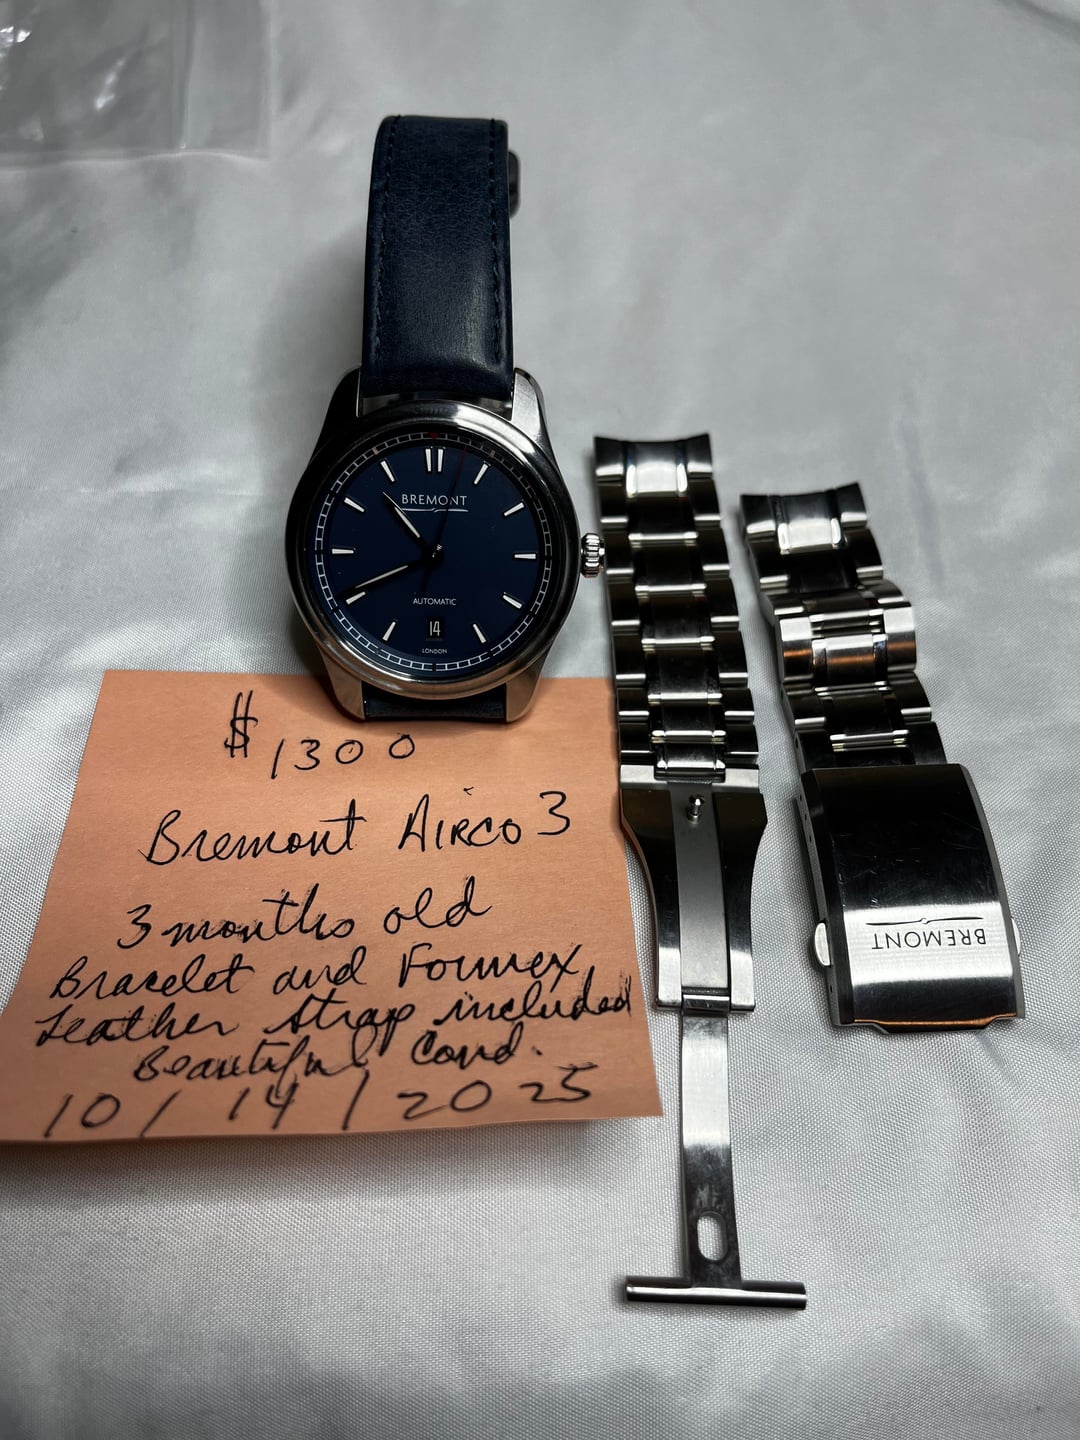 BREMONT
AUTOMATIC
14
LONDON
$1300
Bremont AIRCO 3
3 months old
Bracelet and Formex
Leather strap included
Beautiful Cond.
10/14/2025
BREMONT